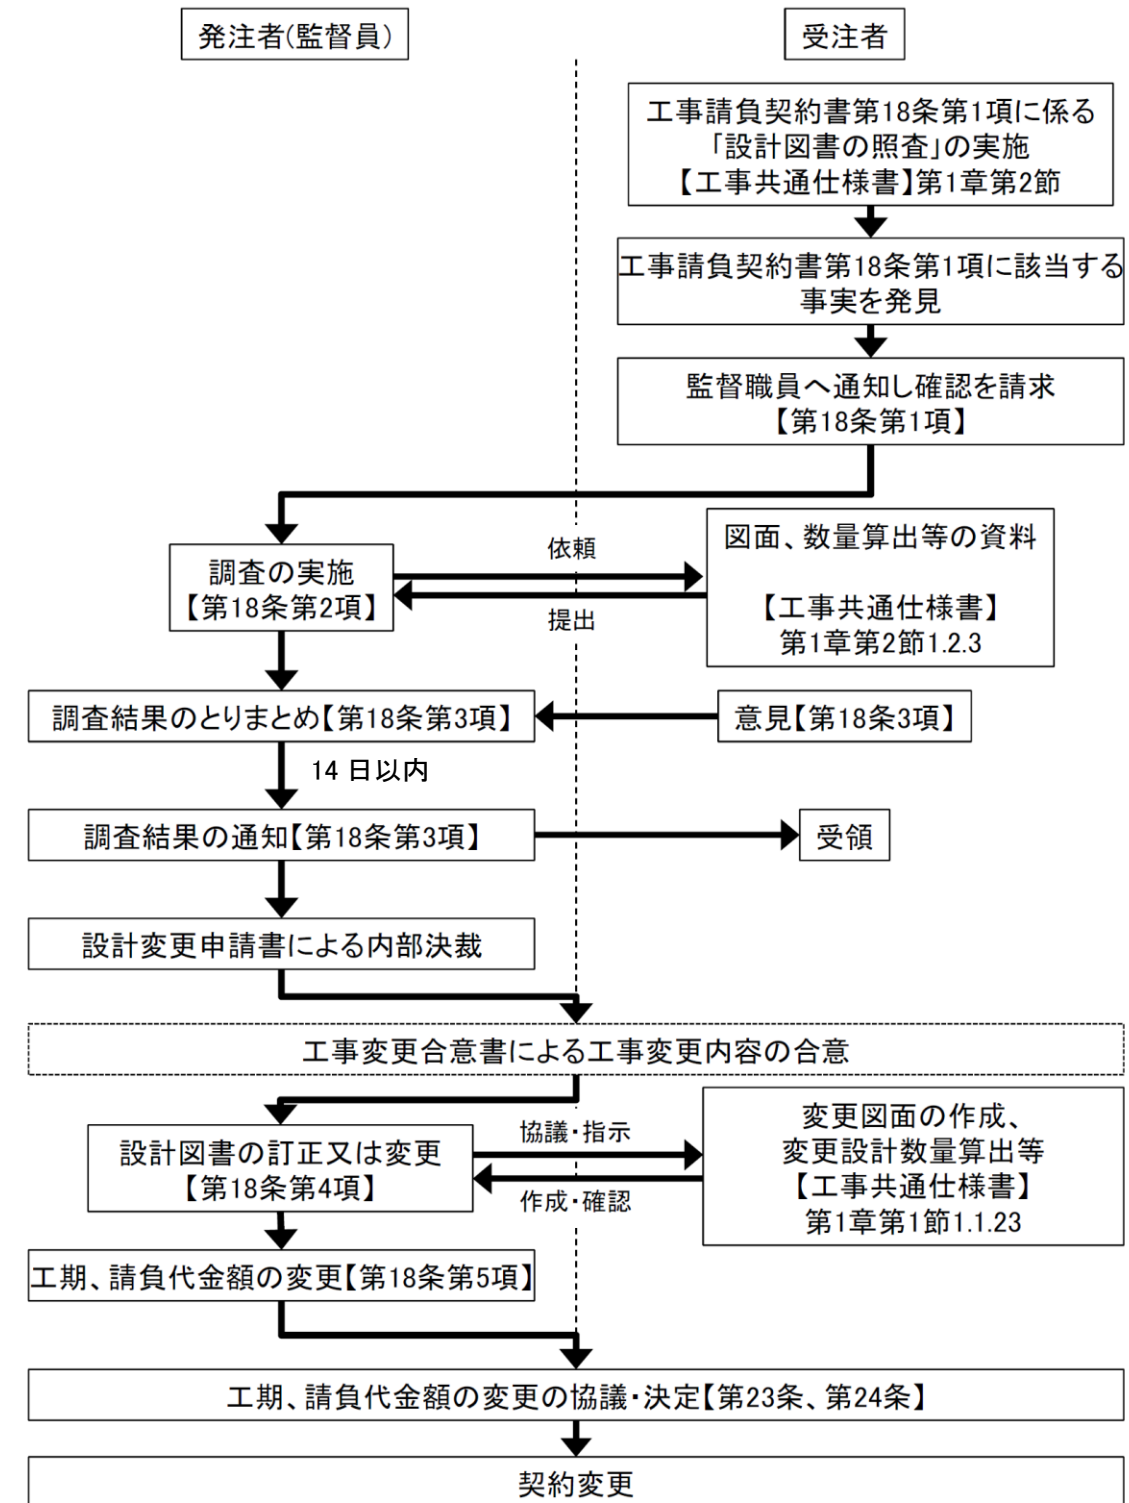 発注者(監督員)
受注者
工事請負契約書第18条第1項に係る
「設計図書の照査」の実施
【工事共通仕様書】第1章第2節
工事請負契約書第18条第1項に該当する
事実を発見
監督職員へ通知し確認を請求
【第18条第1項】
調査の実施
【第18条第2項】
依頼
提出
図面、数量算出等の資料
【工事共通仕様書】
第1章第2節1.2.3
調査結果のとりまとめ【第18条第3項】
意見【第18条3項】
14 日以内
調査結果の通知【第18条第3項】
受領
設計変更申請書による内部決裁
工事変更合意書による工事変更内容の合意
設計図書の訂正又は変更
【第18条第4項】
協議・指示
作成・確認
変更図面の作成、
変更設計数量算出等
【工事共通仕様書】
第1章第1節1.1.23
工期、請負代金額の変更【第18条第5項】
工期、請負代金額の変更の協議・決定【第23条、第24条】
契約変更